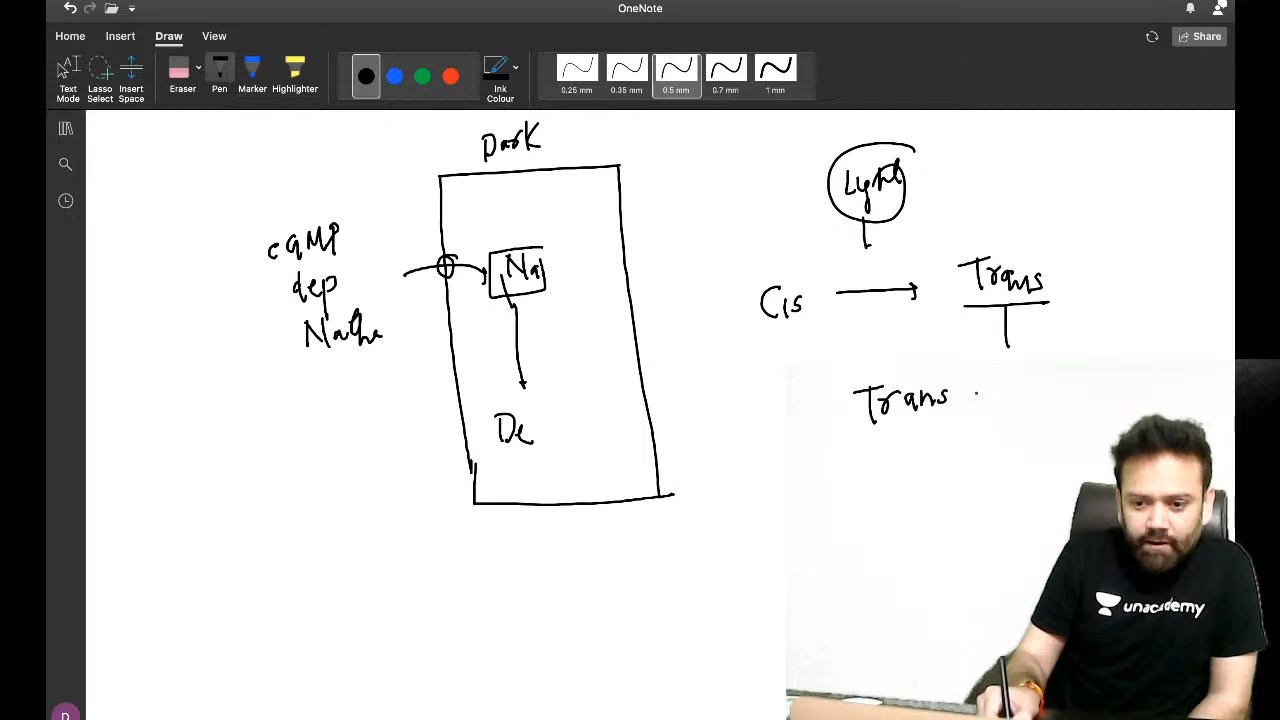 OneNote
Home Insert Draw View
Share
Text Mode
Lasso Select
Insert Space
Eraser
Pen
Marker
Highlighter
Ink Colour
0.25 mm
0.35 mm
0.5 mm
0.7 mm
1 mm
Dark
Light
cAMP
dep
Na
Trans
Cis
Trans
De
unacademy
D